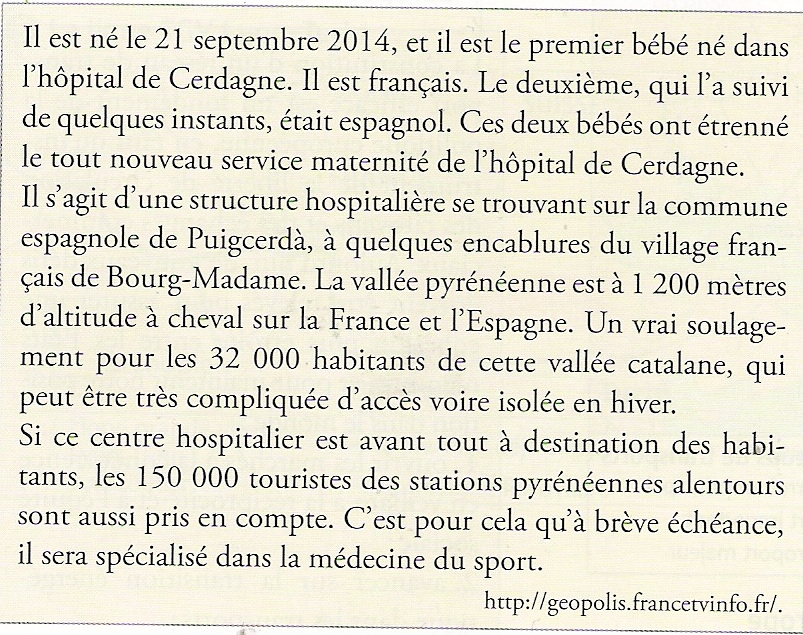 Il est né le 21 septembre 2014, et il est le premier bébé né dans
l’hôpital de Cerdagne. Il est français. Le deuxième, qui l’a suivi
de quelques instants, était espagnol. Ces deux bébés ont étrenné
le tout nouveau service maternité de l’hôpital de Cerdagne.
Il s’agit d’une structure hospitalière se trouvant sur la commune
espagnole de Puigcerdà, à quelques encablures du village fran-
çais de Bourg-Madame. La vallée pyrénéenne est à 1 200 mètres
d’altitude à cheval sur la France et l’Espagne. Un vrai soulage-
ment pour les 32 000 habitants de cette vallée catalane, qui
peut être très compliquée d’accès voire isolée en hiver.
Si ce centre hospitalier est avant tout à destination des habi-
tants, les 150 000 touristes des stations pyrénéennes alentours
sont aussi pris en compte. C’est pour cela qu’à brève échéance,
il sera spécialisé dans la médecine du sport.
http://geopolis.francetvinfo.fr/.